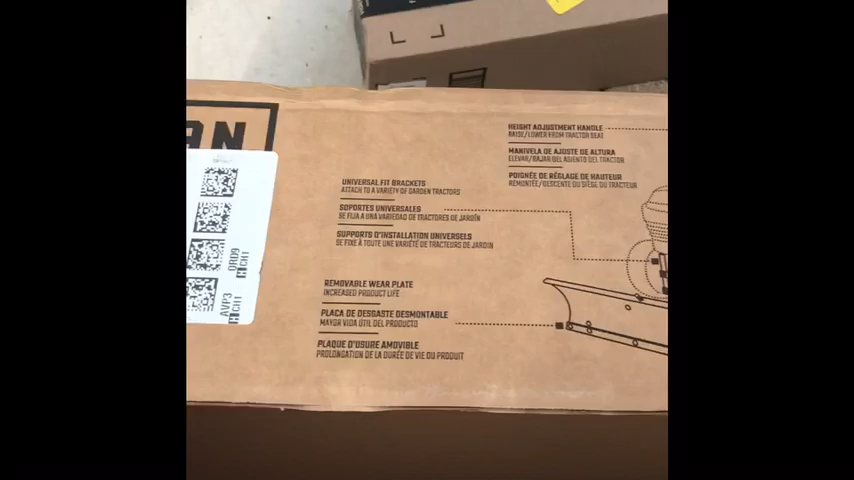 AN
HEIGHT ADJUSTMENT HANDLE
RAISE/LOWER FROM TRACTOR SEAT
MANIVELA DE AJUSTE DE ALTURA
ELEVAR/BAJAR DEL ASIENTO DEL TRACTOR
POIGNÉE DE RÉGLAGE DE HAUTEUR
REMONTÉE/DESCENTE DU SIÈGE DU TRACTEUR
UNIVERSAL FIT BRACKETS
ATTACH TO A VARIETY OF GARDEN TRACTORS
SOPORTES UNIVERSALES
SE FIJA A UNA VARIEDAD DE TRACTORES DE JARDÍN
SUPPORTS D'INSTALLATION UNIVERSELS
SE FIXE À TOUTE UNE VARIÉTÉ DE TRACTEURS DE JARDIN
REMOVABLE WEAR PLATE
INCREASED PRODUCT LIFE
PLACA DE DESGASTE DESMONTABLE
MAYOR VIDA ÚTIL DEL PRODUCTO
PLAQUE D'USURE AMOVIBLE
PROLONGATION DE LA DURÉE DE VIE DU PRODUIT
QRD9
CH1
AVP3
CH1